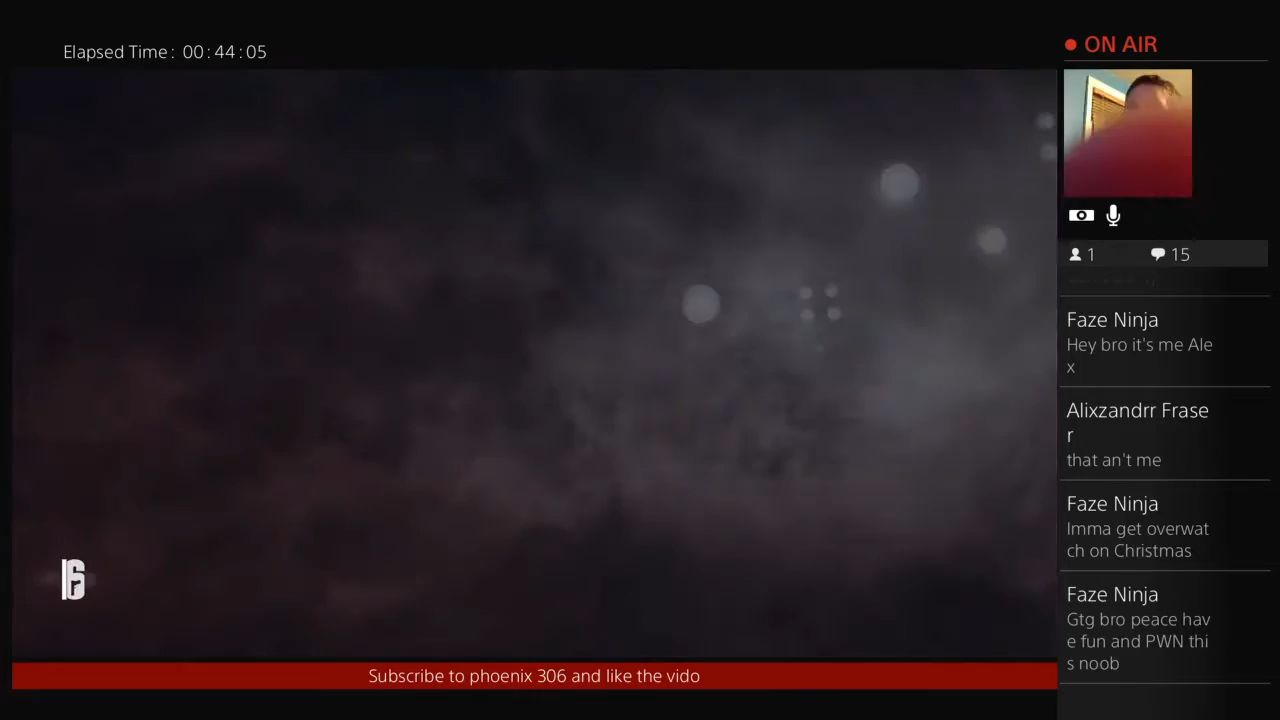 Elapsed Time: 00:44:05
ON AIR
1
15
Faze Ninja
Hey bro it's me Ale
x
Alixzandrr Frase
r
that an't me
Faze Ninja
Imma get overwat
ch on Christmas
Faze Ninja
Gtg bro peace hav
e fun and PWN thi
s noob
6
Subscribe to phoenix 306 and like the vido